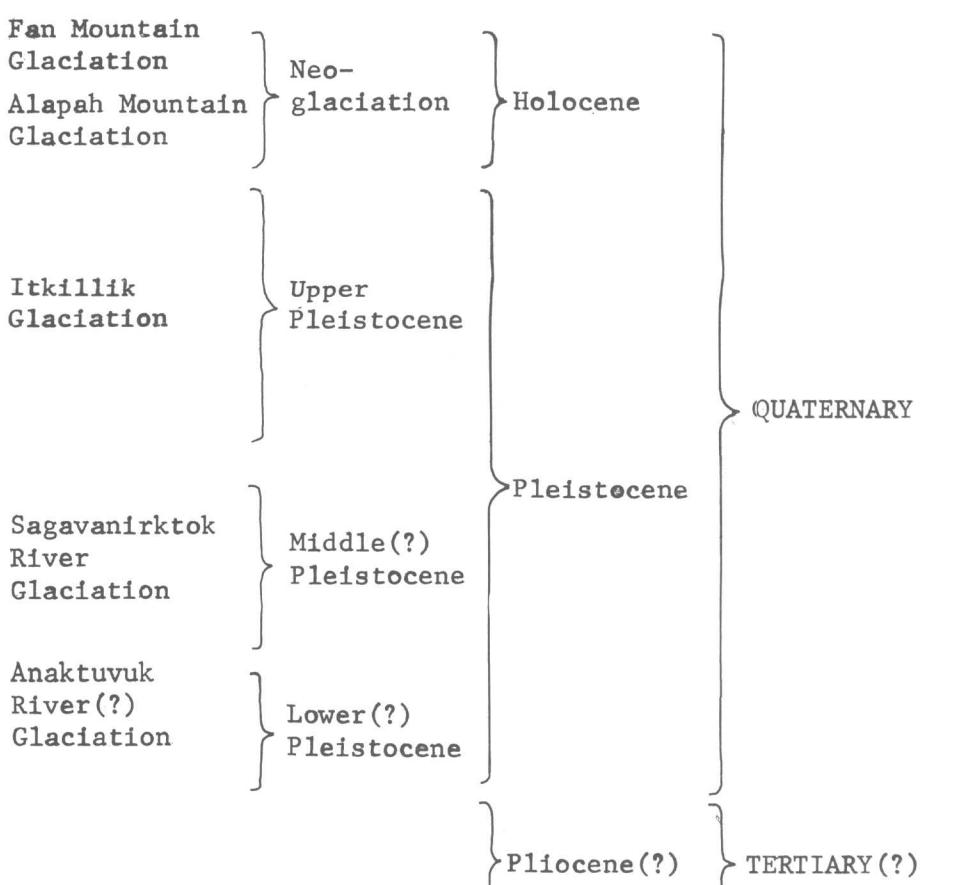 Fan Mountain
Glaciation
Alapah Mountain
Glaciation
Neo-
glaciation
Holocene
Itkillik
Glaciation
Upper
Pleistocene
QUATERNARY
Pleistocene
Sagavanirktok
River
Glaciation
Middle(?)
Pleistocene
Anaktuvuk
River(?)
Glaciation
Lower(?)
Pleistocene
Pliocene(?)
TERTIARY(?)